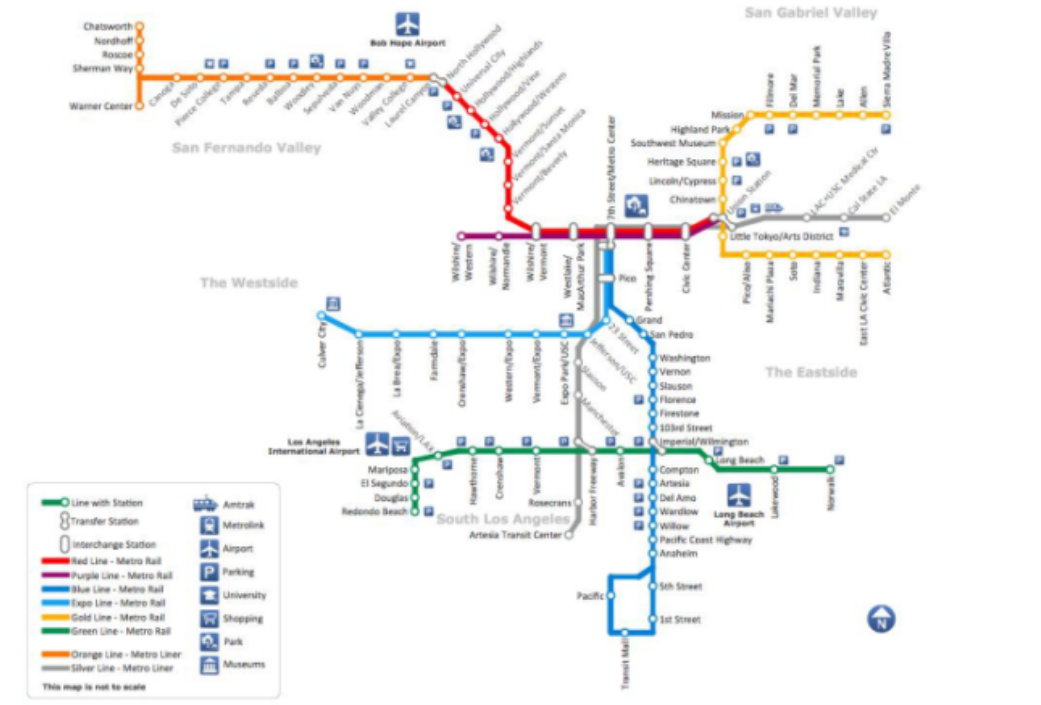 San Gabriel Valley
Chatsworth
Nordhoff
Roscoe
Sherman Way
Warner Center
Bob Hope Airport
Canoga
De Soto
Pierce College
Tampa
Reseda
Balboa
Woodley
Sepulveda
Van Nuys
Woodman
Valley College
Laurel Canyon
North Hollywood
Universal City
Hollywood/Highlands
Hollywood/Vine
Hollywood/Western
Vermont/Sunset
Vermont/Santa Monica
Vermont/Beverly
San Fernando Valley
7th Street/Metro Center
Mission
Highland Park
Southwest Museum
Heritage Square
Lincoln/Cypress
Chinatown
Fillmore
Del Mar
Memorial Park
Lake
Allen
Sierra Madre Villa
Union Station
LAC+USC Medical Ctr
Cal State LA
El Monte
Little Tokyo/Arts District
Wilshire/
Western
Wilshire/
Normandie
Wilshire/
Vermont
Westlake/
MacArthur Park
Pershing Square
Civic Center
Pico/Aliso
Mariachi Plaza
Soto
Indiana
Maravilla
East LA Civic Center
Atlantic
The Westside
Pico
Grand
San Pedro
23 Street
Jefferson/USC
Culver City
La Cienega/Jefferson
La Brea/Expo
Farmdale
Crenshaw/Expo
Western/Expo
Vermont/Expo
Expo Park/USC
Slauson
Manchester
Washington
Vernon
Slauson
Florence
Firestone
103rd Street
Imperial/Wilmington
The Eastside
Los Angeles
International Airport
Aviation/LAX
Mariposa
El Segundo
Douglas
Redondo Beach
Hawthorne
Crenshaw
Vermont
Harbor Freeway
Avalon
Long Beach
Lakewood
Norwalk
Long Beach
Airport
Rosecrans
South Los Angeles
Artesia Transit Center
Compton
Artesia
Del Amo
Wardlow
Willow
Pacific Coast Highway
Anaheim
5th Street
Pacific
1st Street
Transit Mall
Line with Station
Transfer Station
Interchange Station
Red Line - Metro Rail
Purple Line - Metro Rail
Blue Line - Metro Rail
Expo Line - Metro Rail
Gold Line - Metro Rail
Green Line - Metro Rail
Orange Line - Metro Liner
Silver Line - Metro Liner
This map is not to scale
Amtrak
Metrolink
Airport
P Parking
University
Shopping
Park
Museums
N